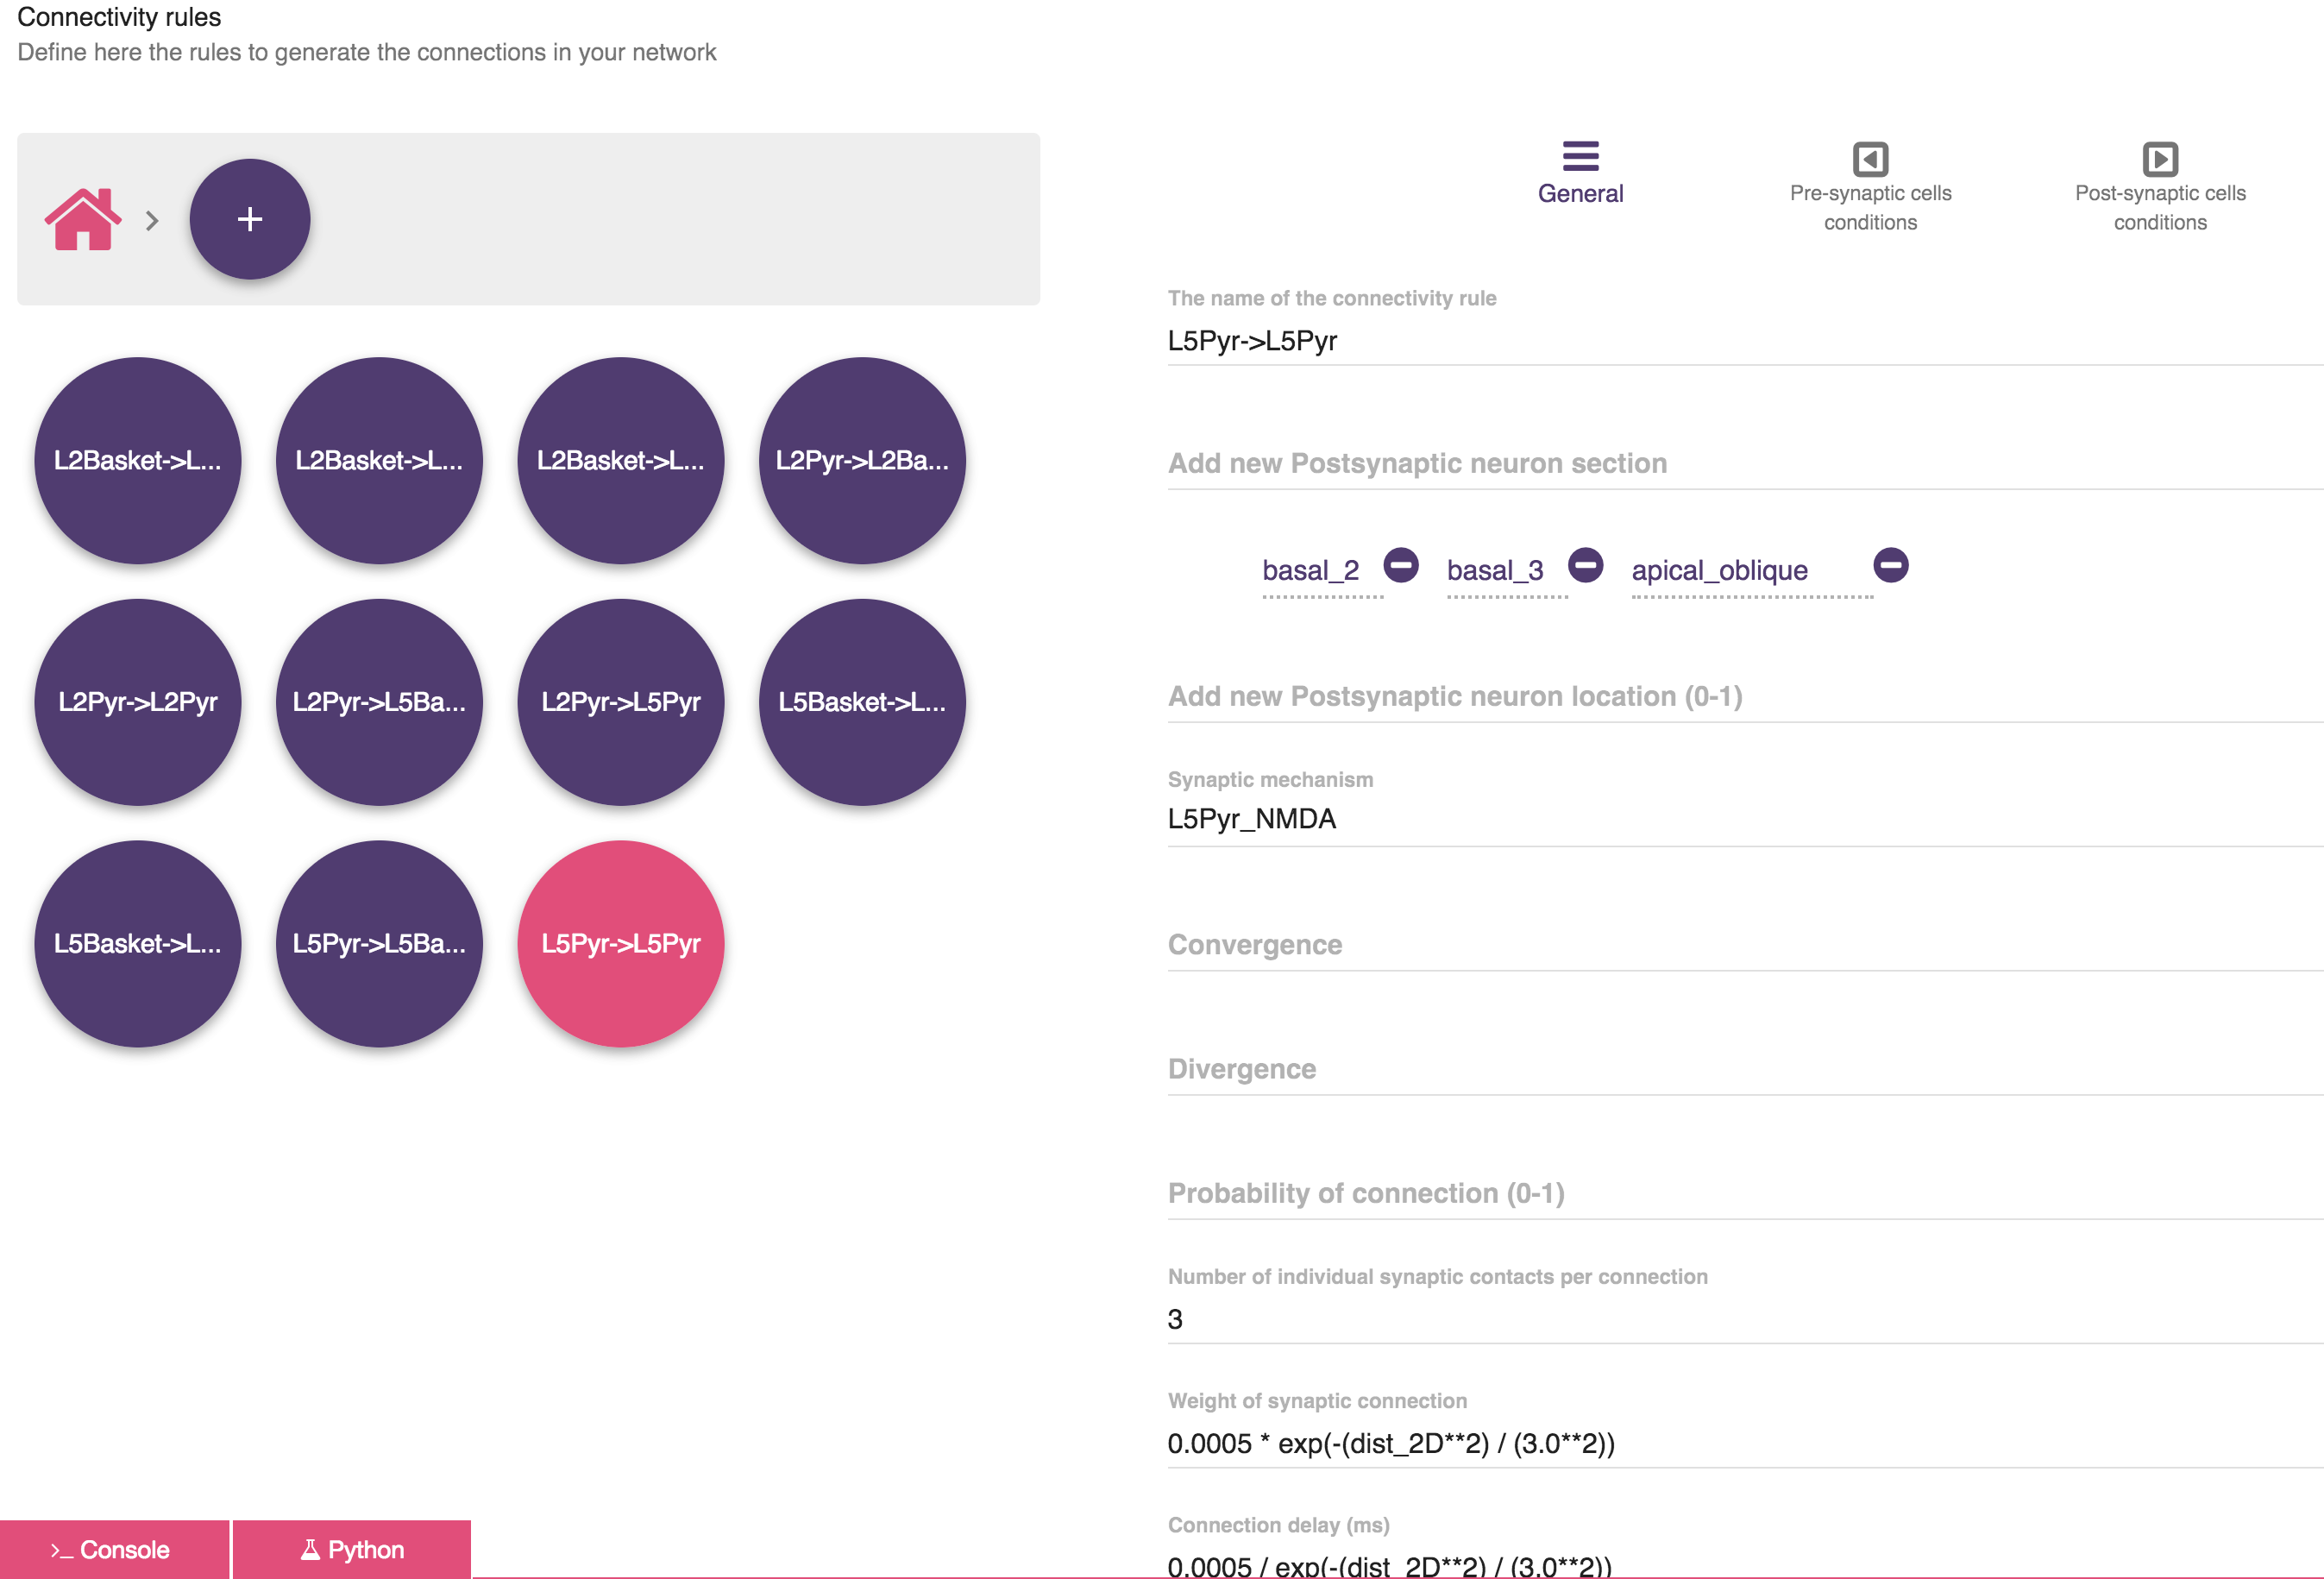 Connectivity rules
Define here the rules to generate the connections in your network
+
General
Pre-synaptic cells
conditions
Post-synaptic cells
conditions
L2Basket->L...
L2Basket->L...
L2Basket->L...
L2Pyr->L2Ba...
L2Pyr->L2Pyr
L2Pyr->L5Ba...
L2Pyr->L5Pyr
L5Basket->L...
L5Basket->L...
L5Pyr->L5Ba...
L5Pyr->L5Pyr
The name of the connectivity rule
L5Pyr->L5Pyr
Add new Postsynaptic neuron section
basal_2 basal_3 apical_oblique
Add new Postsynaptic neuron location (0-1)
Synaptic mechanism
L5Pyr_NMDA
Convergence
Divergence
Probability of connection (0-1)
Number of individual synaptic contacts per connection
3
Weight of synaptic connection
0.0005 * exp(-(dist_2D**2) / (3.0**2))
Connection delay (ms)
0.0005 / exp(-(dist_2D**2) / (3.0**2))
>_ Console
Python